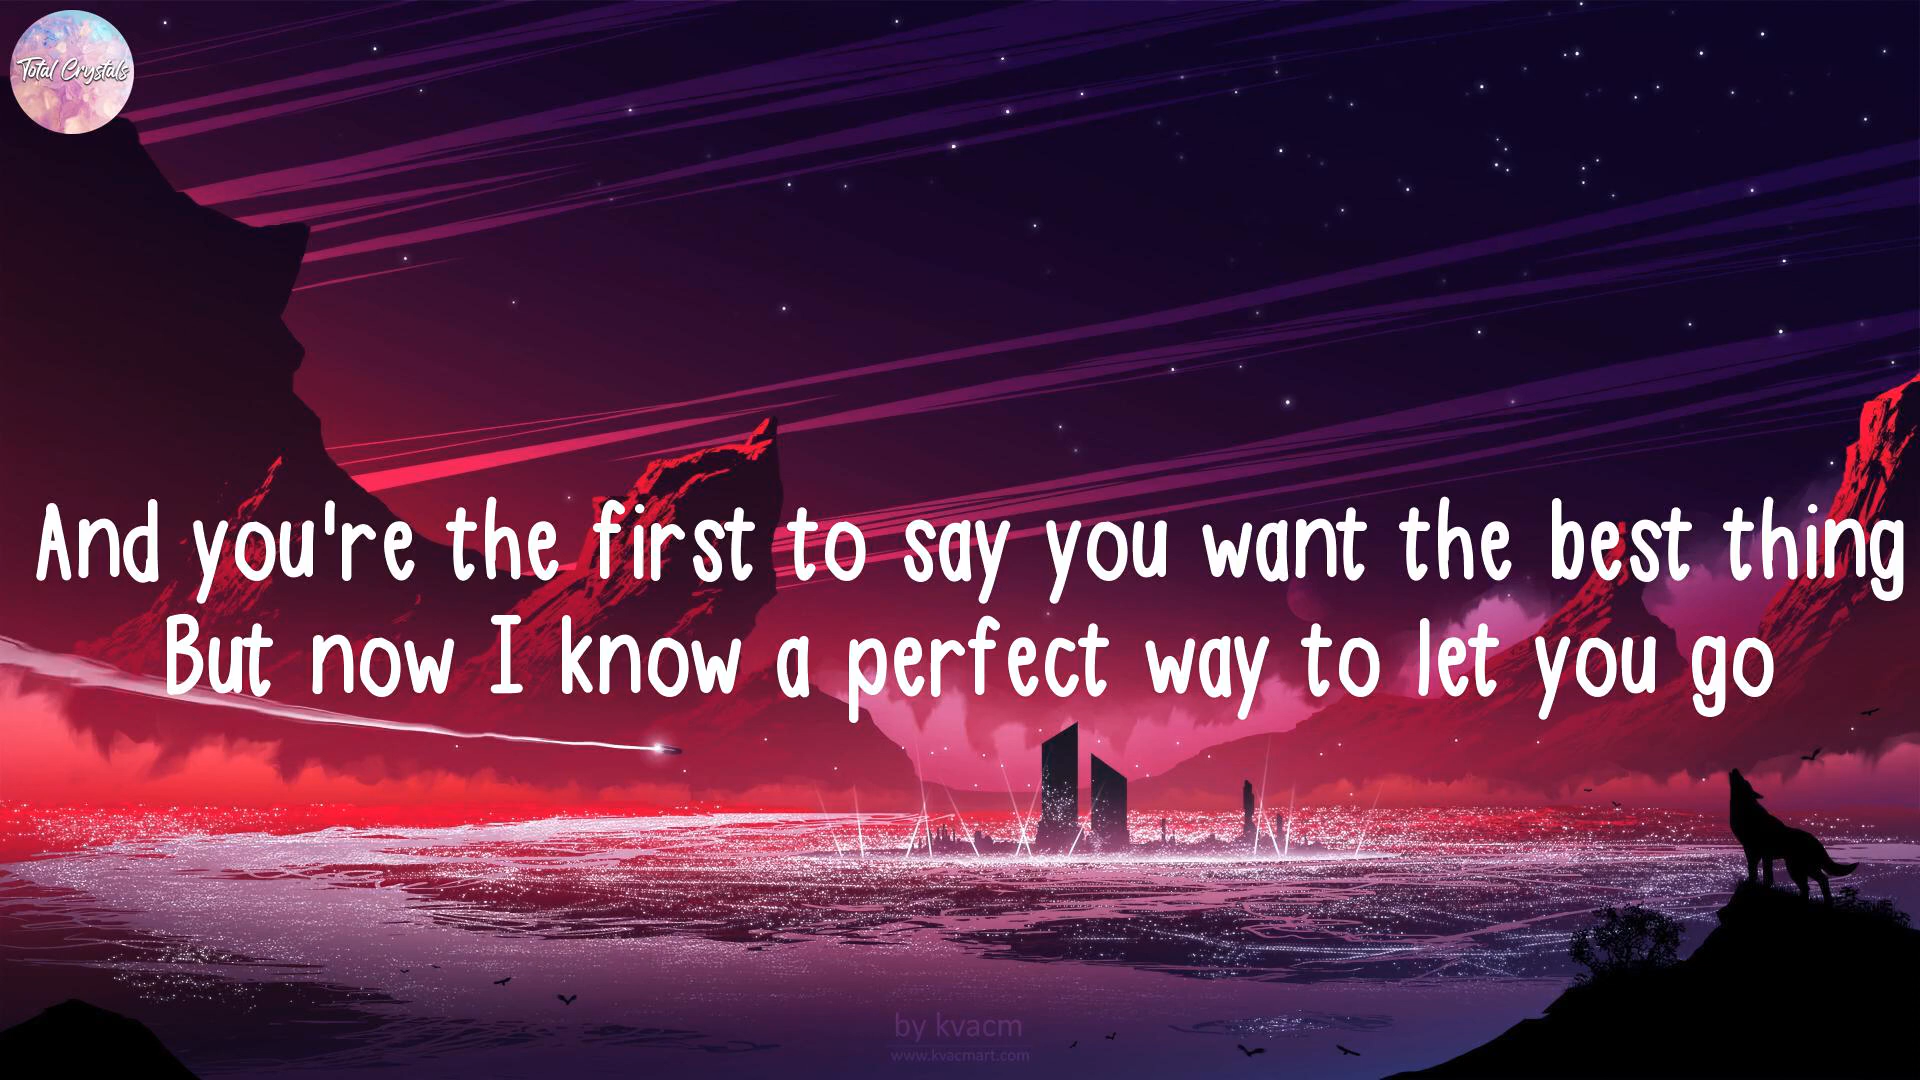 Total Crystals
And you're the first to say you want the best thing
But now I know a perfect way to let you go
by kvacm
www.kvacmart.com